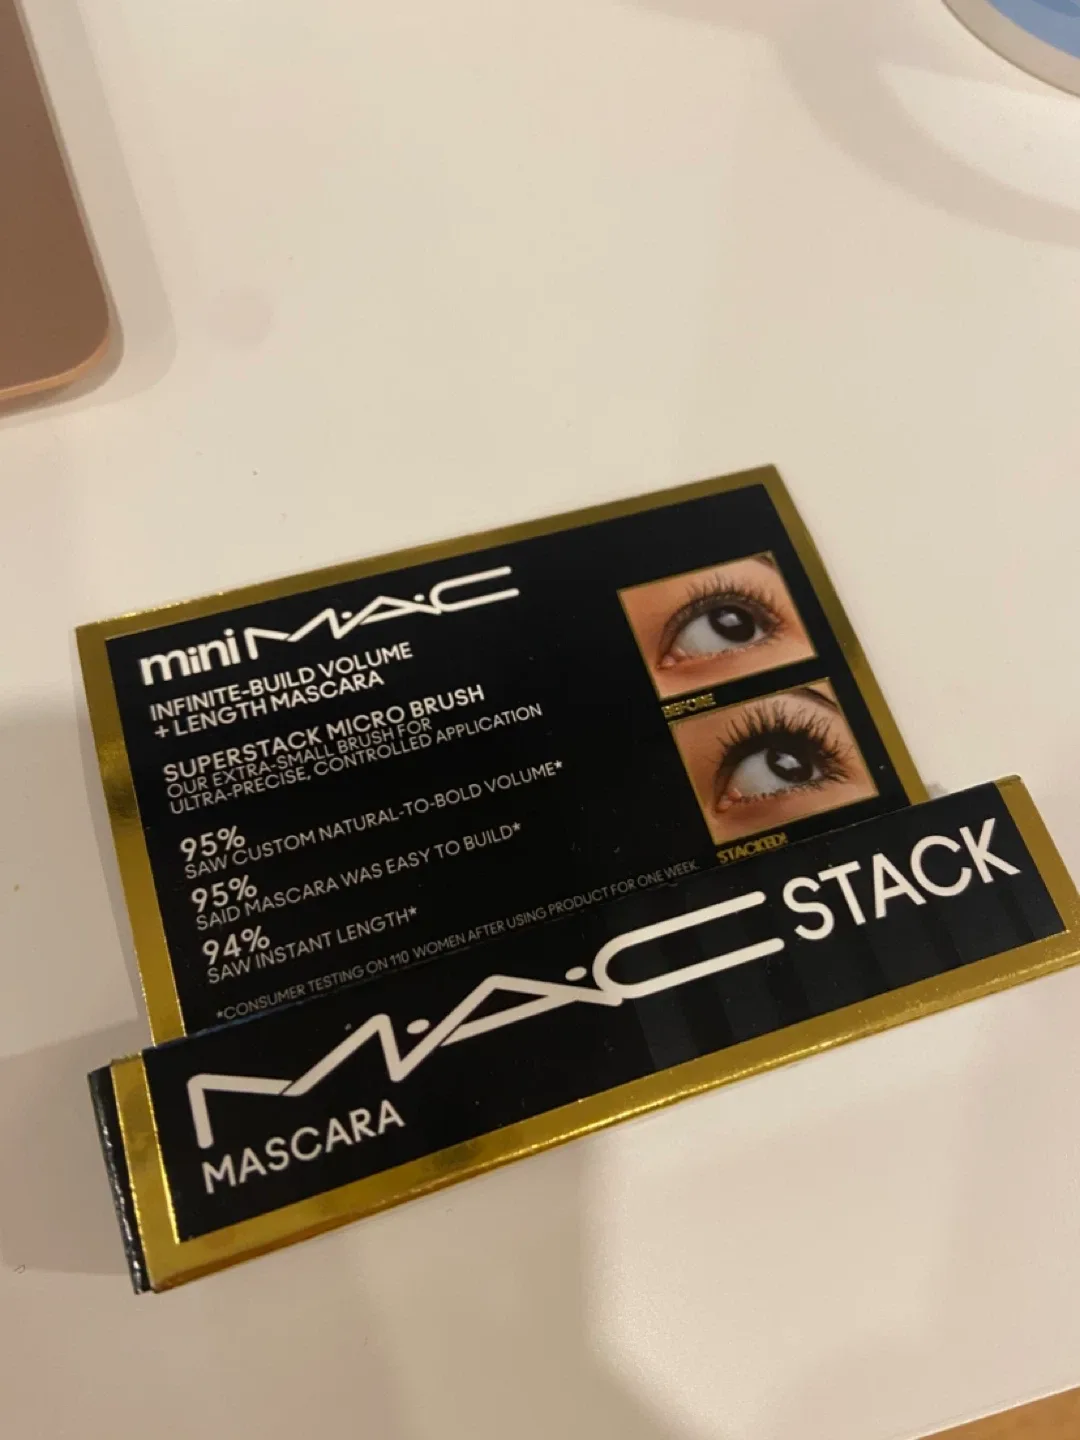 mini M·A·C
INFINITE-BUILD VOLUME
+ LENGTH MASCARA
SUPERSTACK MICRO BRUSH
OUR EXTRA-SMALL BRUSH FOR
ULTRA-PRECISE, CONTROLLED APPLICATION
95%
SAW CUSTOM NATURAL-TO-BOLD VOLUME*
95%
SAID MASCARA WAS EASY TO BUILD*
94%
SAW INSTANT LENGTH*
*CONSUMER TESTING ON 110 WOMEN AFTER USING PRODUCT FOR ONE WEEK.
BEFORE
STACKED!
M·A·C STACK
MASCARA